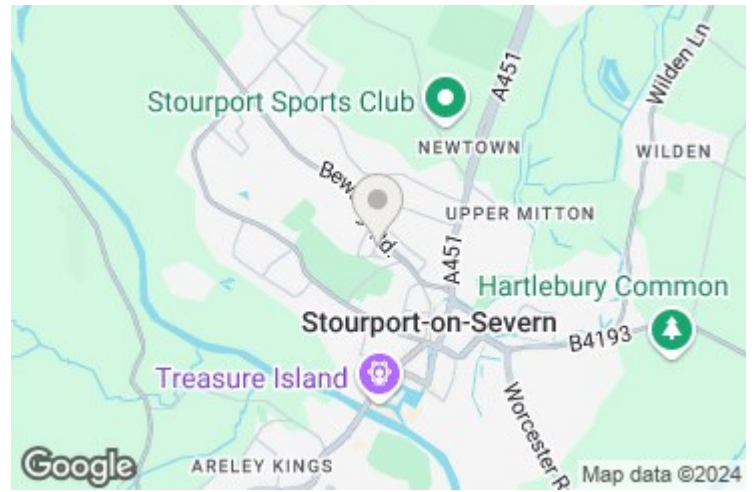 A451
Wilden Ln
Stourport Sports Club
NEWTOWN
WILDEN
Bew
Rd.
UPPER MITTON
A451
Hartlebury Common
Stourport-on-Severn
B4193
Treasure Island
Worcester R
ARELEY KINGS
Google
Map data ©2024